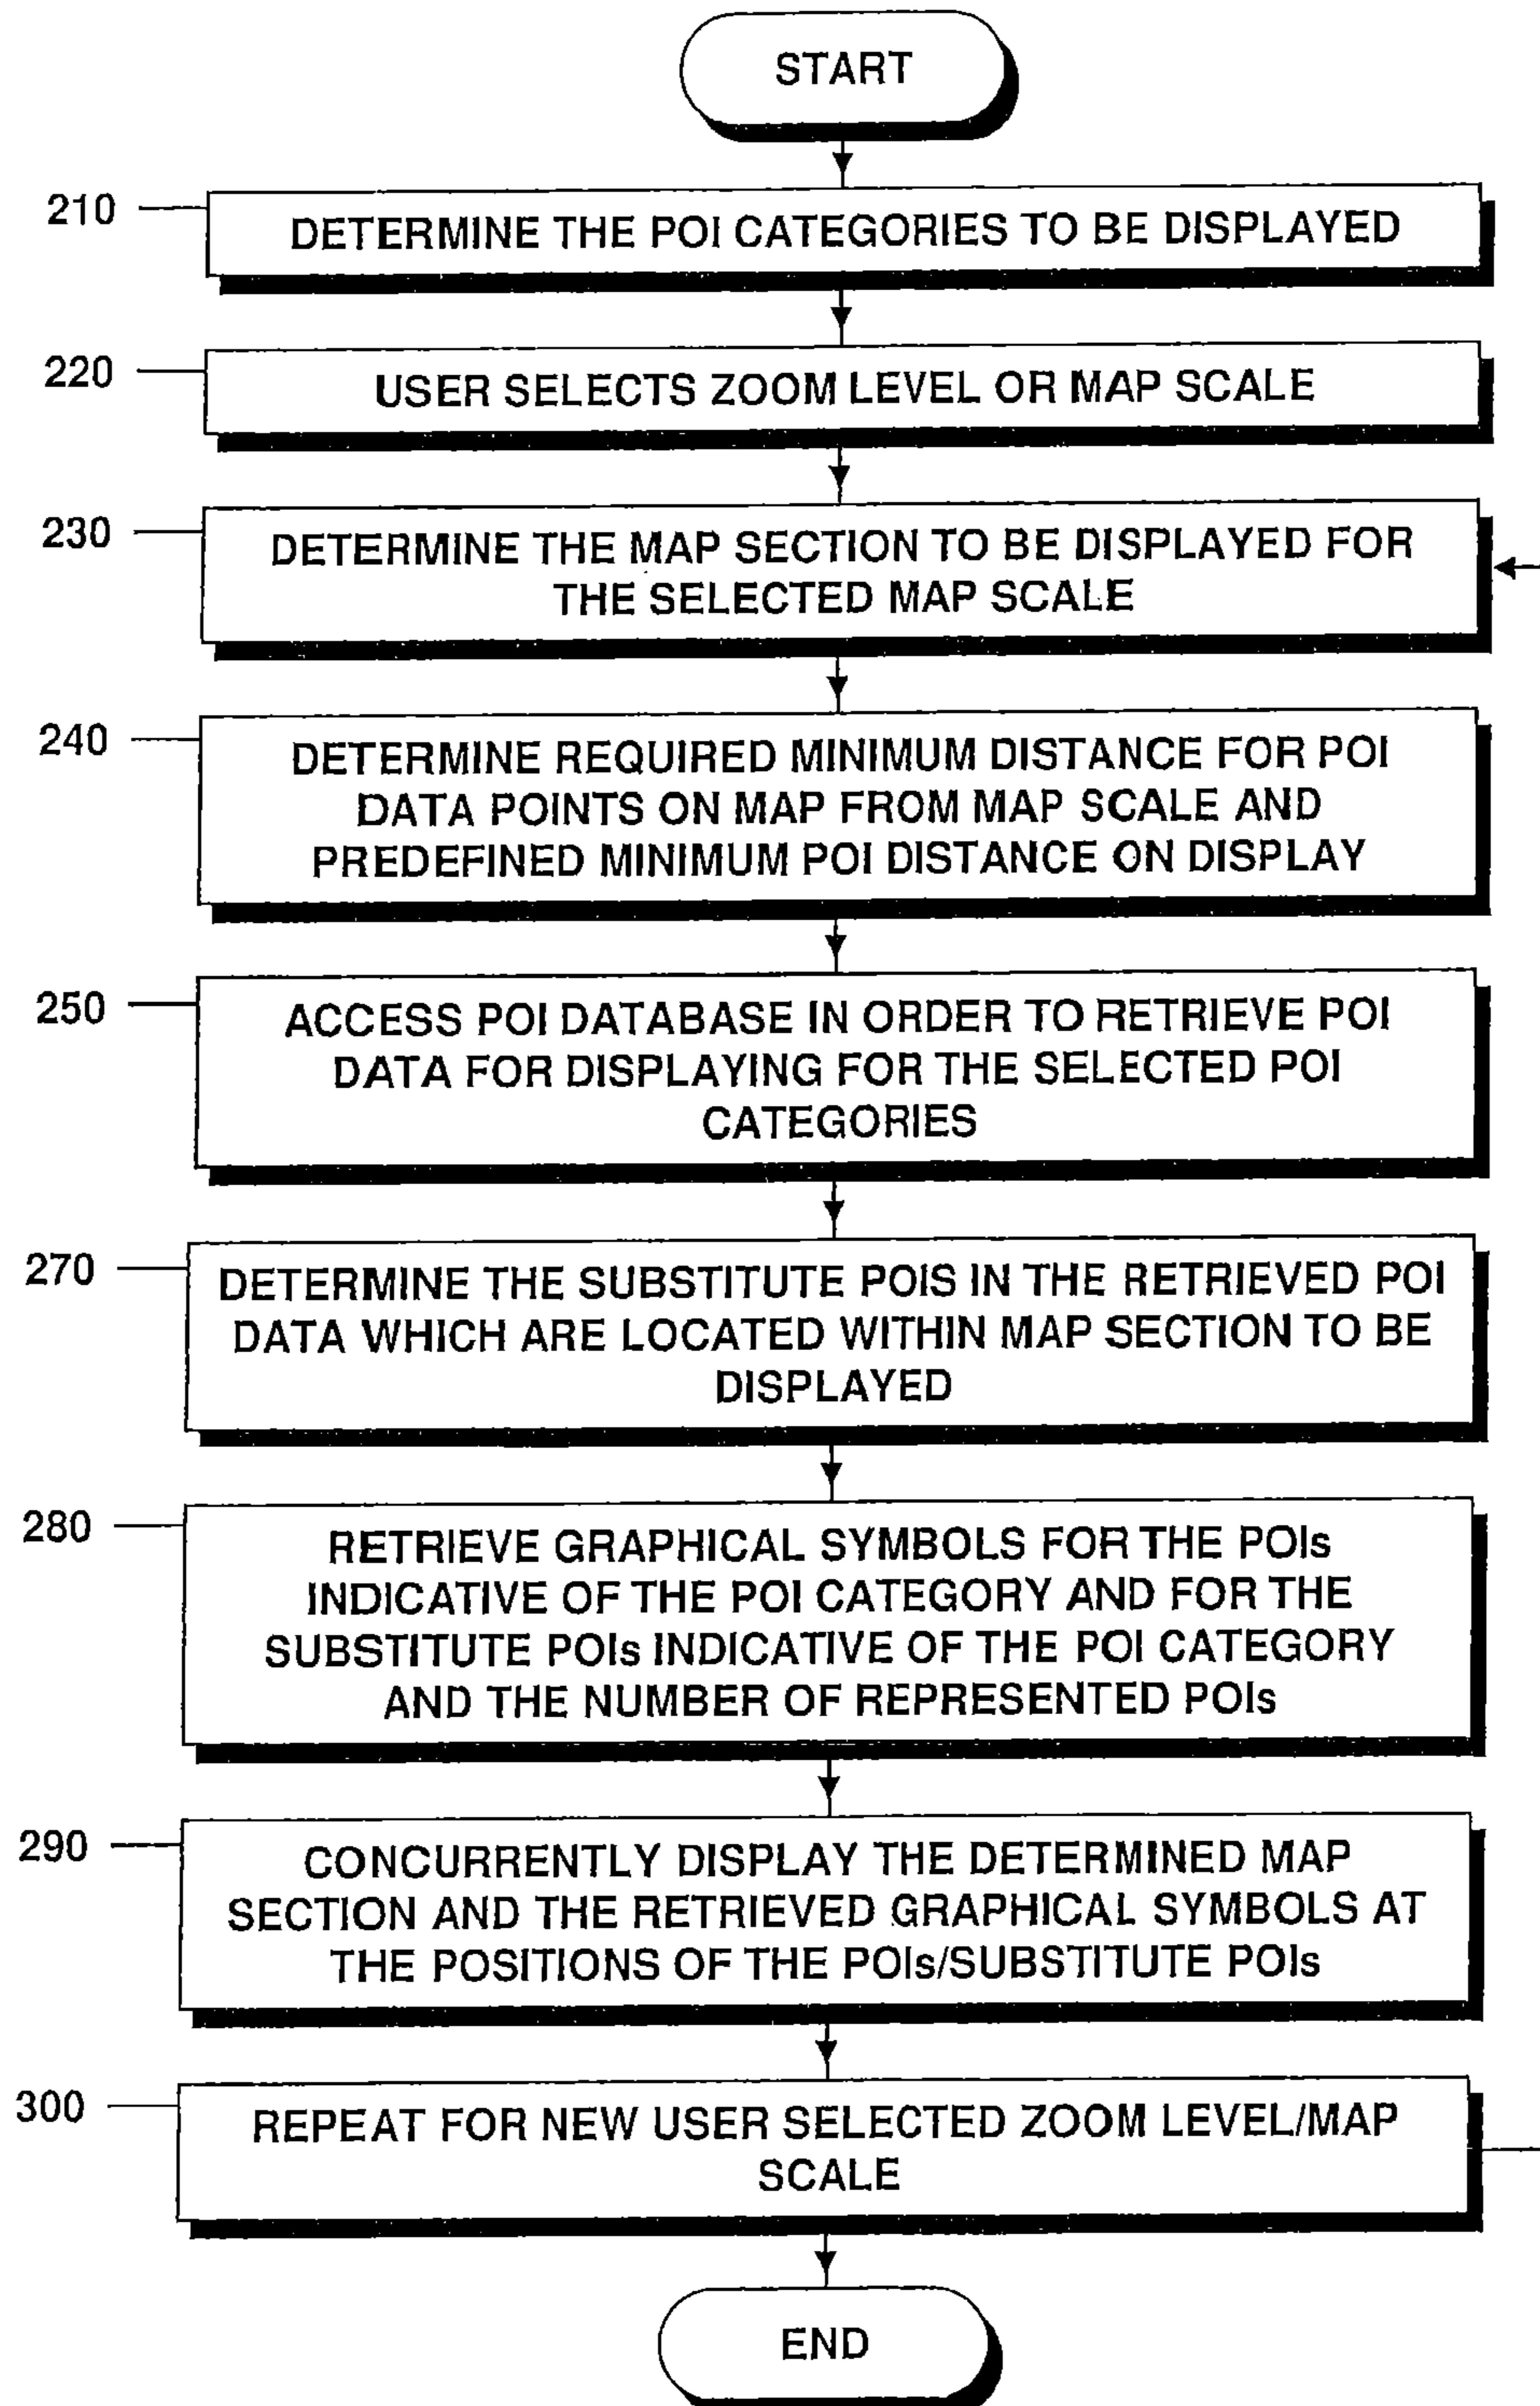 START
210
DETERMINE THE POI CATEGORIES TO BE DISPLAYED
220
USER SELECTS ZOOM LEVEL OR MAP SCALE
230
DETERMINE THE MAP SECTION TO BE DISPLAYED FOR
THE SELECTED MAP SCALE
240
DETERMINE REQUIRED MINIMUM DISTANCE FOR POI
DATA POINTS ON MAP FROM MAP SCALE AND
PREDEFINED MINIMUM POI DISTANCE ON DISPLAY
250
ACCESS POI DATABASE IN ORDER TO RETRIEVE POI
DATA FOR DISPLAYING FOR THE SELECTED POI
CATEGORIES
270
DETERMINE THE SUBSTITUTE POIS IN THE RETRIEVED POI
DATA WHICH ARE LOCATED WITHIN MAP SECTION TO BE
DISPLAYED
280
RETRIEVE GRAPHICAL SYMBOLS FOR THE POIs
INDICATIVE OF THE POI CATEGORY AND FOR THE
SUBSTITUTE POIs INDICATIVE OF THE POI CATEGORY
AND THE NUMBER OF REPRESENTED POIs
290
CONCURRENTLY DISPLAY THE DETERMINED MAP
SECTION AND THE RETRIEVED GRAPHICAL SYMBOLS AT
THE POSITIONS OF THE POIs/SUBSTITUTE POIs
300
REPEAT FOR NEW USER SELECTED ZOOM LEVEL/MAP
SCALE
END